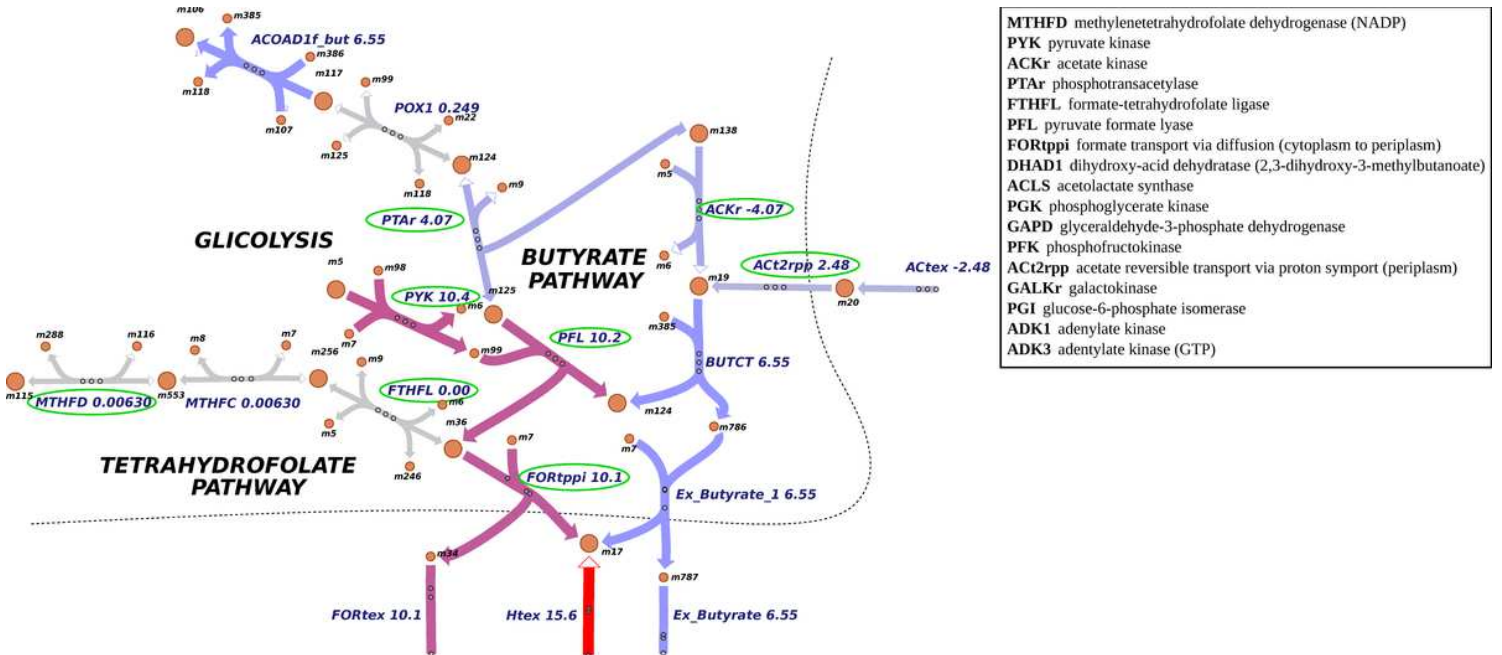 m106
m385
ACOAD1f_but 6.55
m386
m117
m118
m107
m99
POX1 0.249
m22
m125
m124
m118
m9
PTAr 4.07
m138
m5
ACKr -4.07
m6
GLICOLYSIS
BUTYRATE
PATHWAY
m5
m98
PYK 10.4
m6
m7
m99
m125
PFL 10.2
m19
ACt2rpp 2.48
m20
ACtex -2.48
m385
BUTCT 6.55
m124
m786
m288
m116
m8
m7
m256
m9
m115
MTHFD 0.00630
m553
MTHFC 0.00630
FTHFL 0.00
m6
m36
m5
m246
TETRAHYDROFOLATE
PATHWAY
m7
FORtppi 10.1
m7
Ex_Butyrate_1 6.55
m34
m17
m787
FORtex 10.1
Htex 15.6
Ex_Butyrate 6.55
MTHFD methylenetetrahydrofolate dehydrogenase (NADP)
PYK pyruvate kinase
ACKr acetate kinase
PTAr phosphotransacetylase
FTHFL formate-tetrahydrofolate ligase
PFL pyruvate formate lyase
FORtppi formate transport via diffusion (cytoplasm to periplasm)
DHAD1 dihydroxy-acid dehydratase (2,3-dihydroxy-3-methylbutanoate)
ACLS acetolactate synthase
PGK phosphoglycerate kinase
GAPD glyceraldehyde-3-phosphate dehydrogenase
PFK phosphofructokinase
ACt2rpp acetate reversible transport via proton symport (periplasm)
GALKr galactokinase
PGI glucose-6-phosphate isomerase
ADK1 adenylate kinase
ADK3 adentylate kinase (GTP)